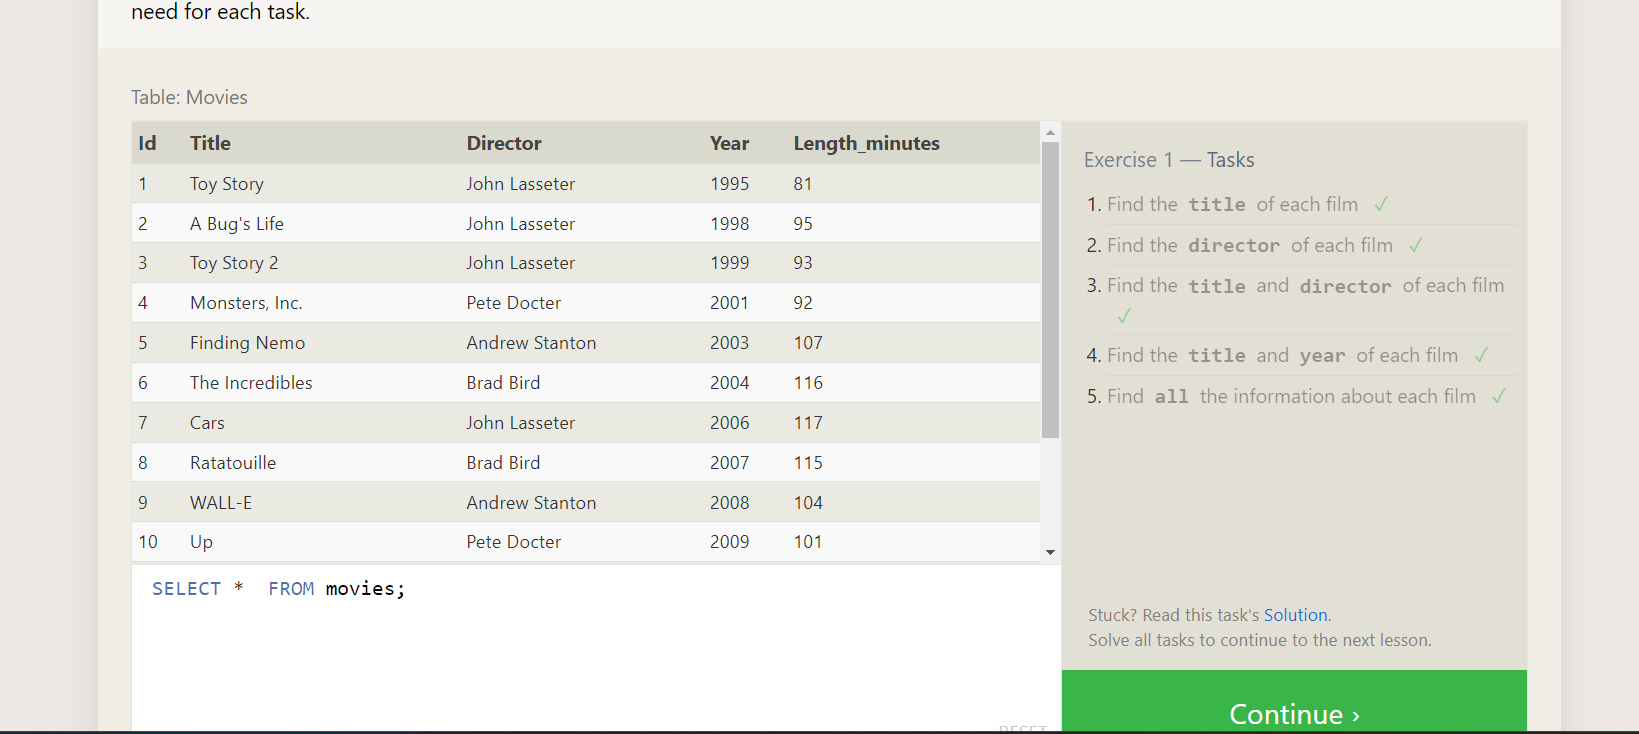 need for each task.
Table: Movies
Id Title Director Year Length_minutes
1 Toy Story John Lasseter 1995 81
2 A Bug's Life John Lasseter 1998 95
3 Toy Story 2 John Lasseter 1999 93
4 Monsters, Inc. Pete Docter 2001 92
5 Finding Nemo Andrew Stanton 2003 107
6 The Incredibles Brad Bird 2004 116
7 Cars John Lasseter 2006 117
8 Ratatouille Brad Bird 2007 115
9 WALL-E Andrew Stanton 2008 104
10 Up Pete Docter 2009 101
SELECT * FROM movies;
RESET
Exercise 1 — Tasks
1. Find the title of each film ✓
2. Find the director of each film ✓
3. Find the title and director of each film
✓
4. Find the title and year of each film ✓
5. Find all the information about each film ✓
Stuck? Read this task's Solution.
Solve all tasks to continue to the next lesson.
Continue ›